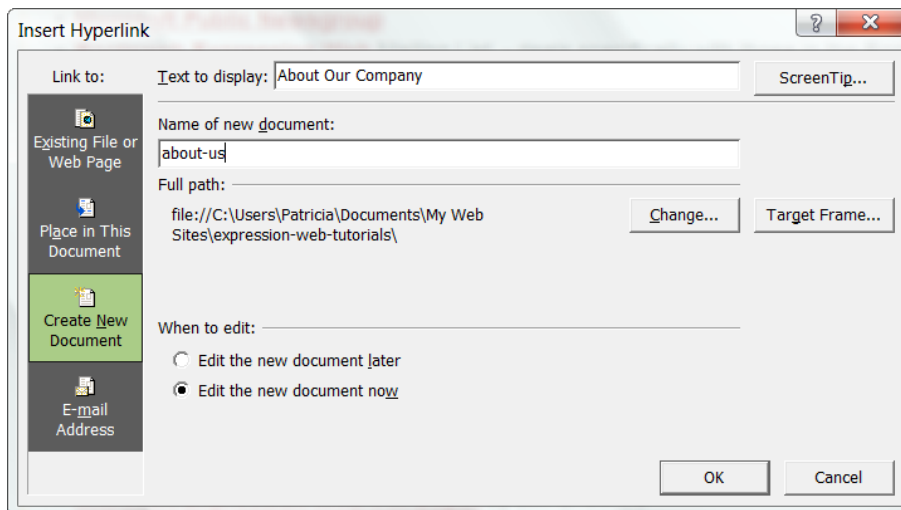 Insert Hyperlink
Link to:
Text to display: About Our Company
ScreenTip...
Existing File or
Web Page
Place in This
Document
Create New
Document
E-mail
Address
Name of new document:
about-us
Full path:
file://C:\Users\Patricia\Documents\My Web
Sites\expression-web-tutorials\
Change...
Target Frame...
When to edit:
Edit the new document later
Edit the new document now
OK
Cancel